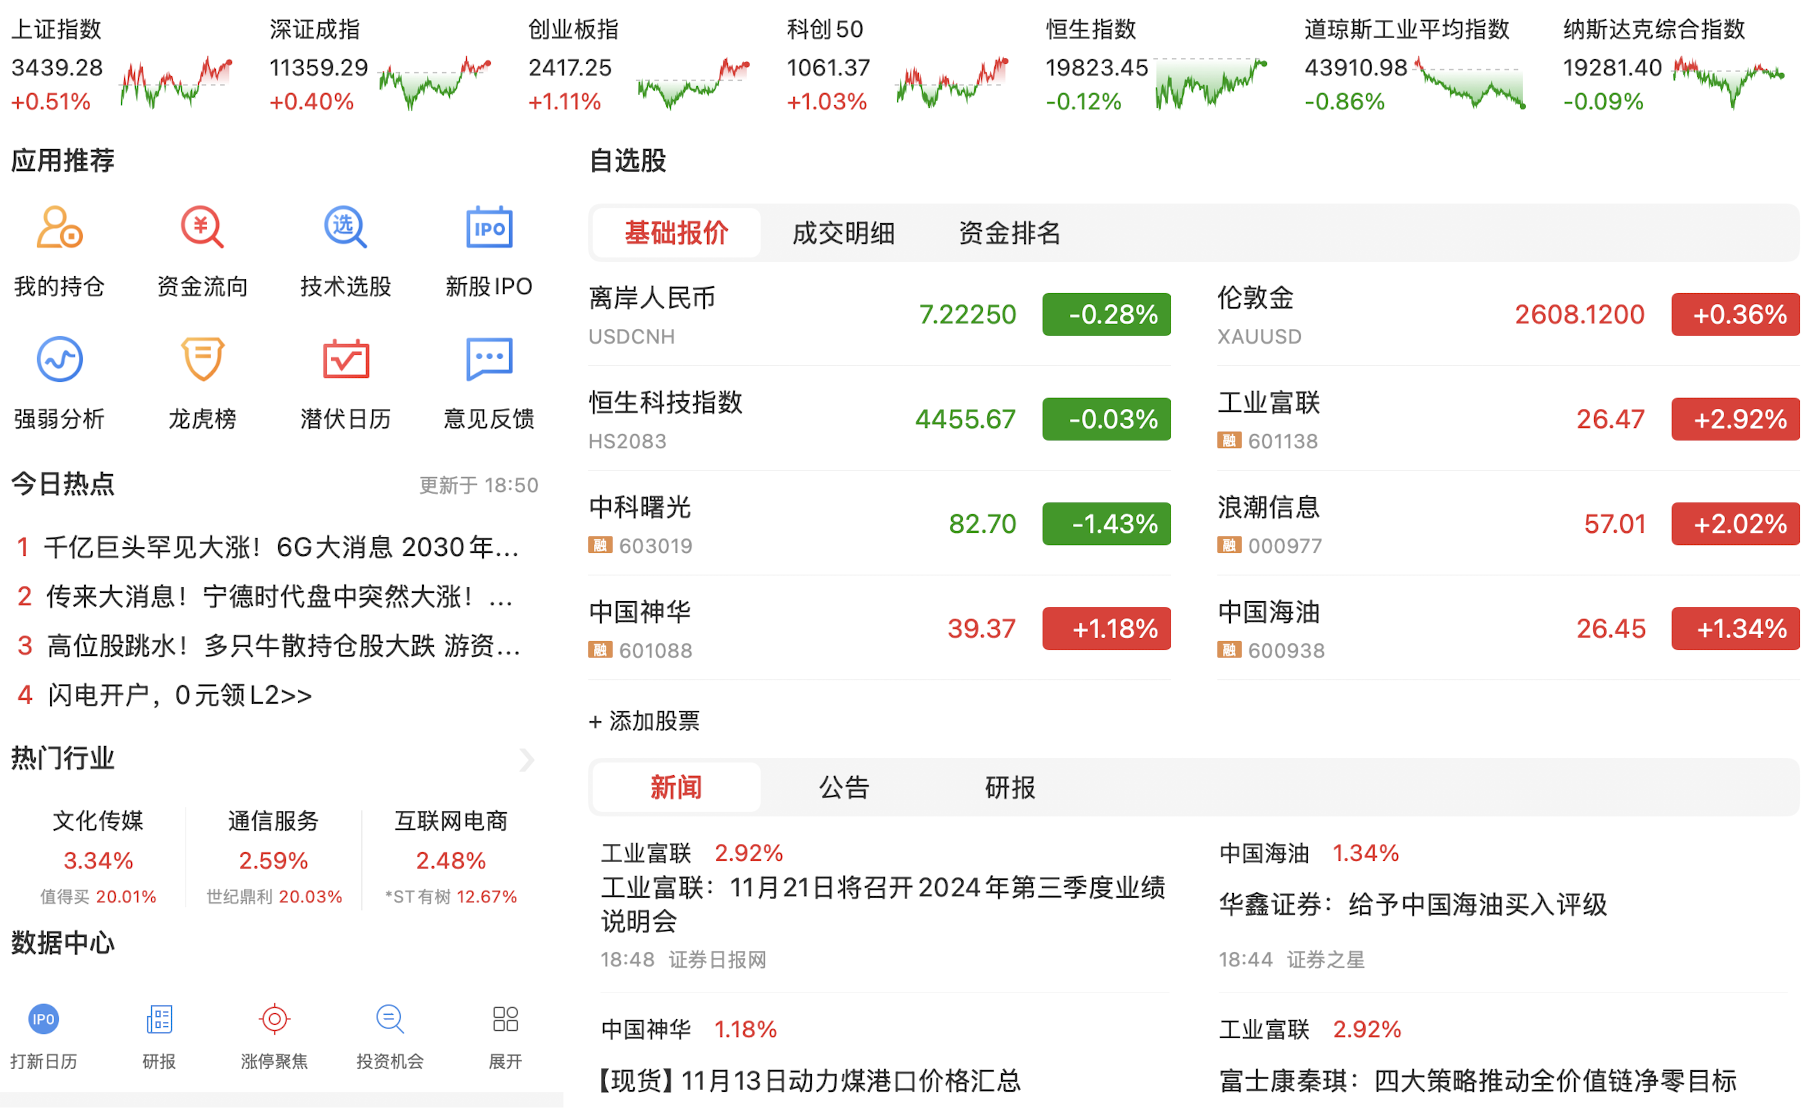 上证指数
3439.28
+0.51%
深证成指
11359.29
+0.40%
创业板指
2417.25
+1.11%
科创50
1061.37
+1.03%
恒生指数
19823.45
-0.12%
道琼斯工业平均指数
43910.98
-0.86%
纳斯达克综合指数
19281.40
-0.09%
应用推荐
我的持仓
¥
资金流向
选
技术选股
IPO
新股IPO
强弱分析
龙虎榜
潜伏日历
意见反馈
今日热点
更新于 18:50
1 千亿巨头罕见大涨！6G大消息 2030年...
2 传来大消息！宁德时代盘中突然大涨！...
3 高位股跳水！多只牛散持仓股大跌 游资...
4 闪电开户，0元领L2>>
热门行业
文化传媒
3.34%
值得买 20.01%
通信服务
2.59%
世纪鼎利 20.03%
互联网电商
2.48%
*ST有树 12.67%
数据中心
IPO
打新日历
研报
涨停聚焦
投资机会
展开
自选股
基础报价 成交明细 资金排名
离岸人民币
USDCNH
7.22250
-0.28%
伦敦金
XAUUSD
2608.1200
+0.36%
恒生科技指数
HS2083
4455.67
-0.03%
工业富联
融 601138
26.47
+2.92%
中科曙光
融 603019
82.70
-1.43%
浪潮信息
融 000977
57.01
+2.02%
中国神华
融 601088
39.37
+1.18%
中国海油
融 600938
26.45
+1.34%
+ 添加股票
新闻 公告 研报
工业富联 2.92%
工业富联：11月21日将召开2024年第三季度业绩
说明会
18:48 证券日报网
中国海油 1.34%
华鑫证券：给予中国海油买入评级
18:44 证券之星
中国神华 1.18%
【现货】11月13日动力煤港口价格汇总
工业富联 2.92%
富士康秦琪：四大策略推动全价值链净零目标